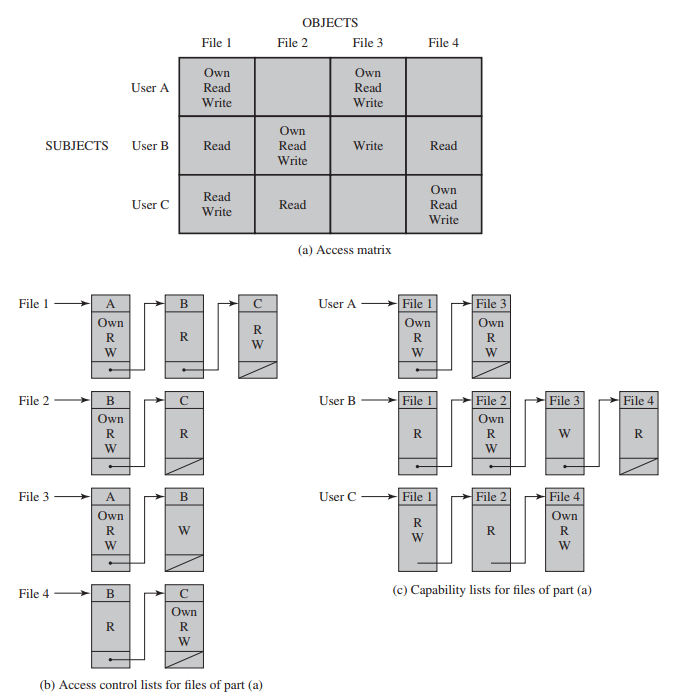 OBJECTS
File 1 File 2 File 3 File 4
Own Own
User A Read Read
Write Write
Own
SUBJECTS User B Read Read Write Read
Write
Own
User C Read Read Read
Write Write
(a) Access matrix
File 1 A B C
Own
R R R
W W
File 2 B C
Own
R R
W
File 3 A B
Own
R W
W
File 4 B C
Own
R R
W
(b) Access control lists for files of part (a)
User A File 1 File 3
Own Own
R R
W W
User B File 1 File 2 File 3 File 4
Own
R R W R
W
User C File 1 File 2 File 4
Own
R R R
W W
(c) Capability lists for files of part (a)